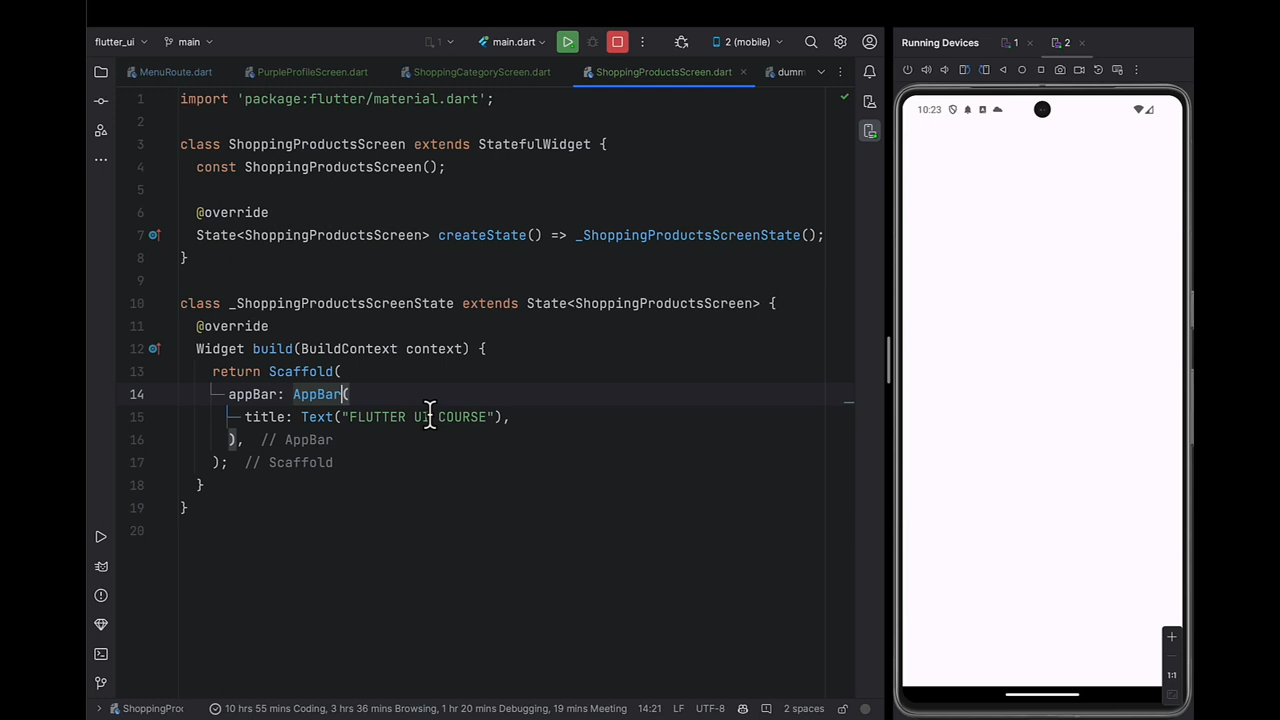 flutter_ui main 1 main.dart 2 (mobile) Running Devices 1 2
MenuRoute.dart PurpleProfileScreen.dart ShoppingCategoryScreen.dart ShoppingProductsScreen.dart dumm
10:23
1 import 'package:flutter/material.dart';
2
3 class ShoppingProductsScreen extends StatefulWidget {
4 const ShoppingProductsScreen();
5
6 @override
7 State<ShoppingProductsScreen> createState() => _ShoppingProductsScreenState();
8 }
9
10 class _ShoppingProductsScreenState extends State<ShoppingProductsScreen> {
11 @override
12 Widget build(BuildContext context) {
13 return Scaffold(
14 appBar: AppBar(
15 title: Text("FLUTTER UI COURSE"),
16 ), // AppBar
17 ); // Scaffold
18 }
19 }
20
1:1
ShoppingProd 10 hrs 55 mins Coding, 3 hrs 36 mins Browsing, 1 hr 20 mins Debugging, 19 mins Meeting 14:21 LF UTF-8 2 spaces